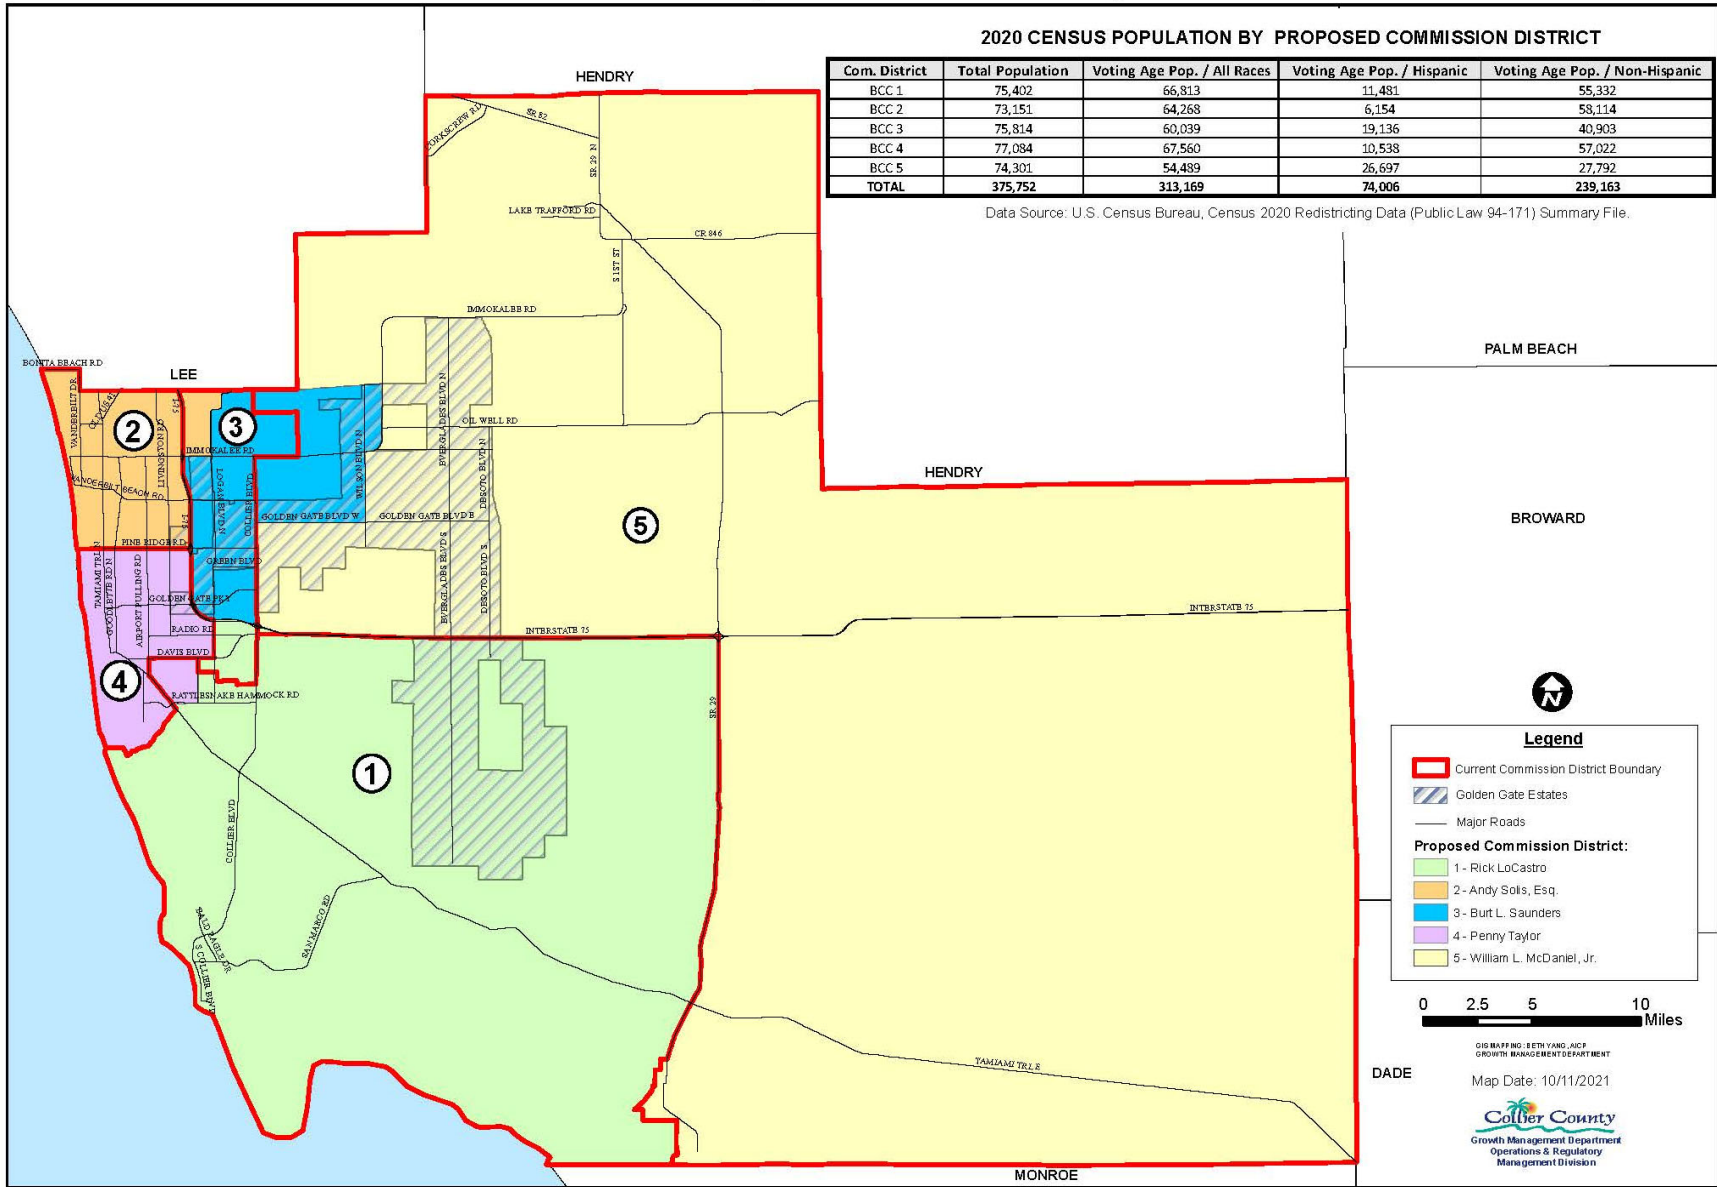 2020 CENSUS POPULATION BY PROPOSED COMMISSION DISTRICT
Com. District Total Population Voting Age Pop. / All Races Voting Age Pop. / Hispanic Voting Age Pop. / Non-Hispanic
BCC 1 75,402 66,813 11,481 55,332
BCC 2 73,151 64,268 6,154 58,114
BCC 3 75,814 60,039 19,136 40,903
BCC 4 77,084 67,560 10,538 57,022
BCC 5 74,301 54,489 26,697 27,792
TOTAL 375,752 313,169 74,006 239,163
Data Source: U.S. Census Bureau, Census 2020 Redistricting Data (Public Law 94-171) Summary File.
HENDRY
CORKSCREW RD
SR 82
SR 29 N
LAKE TRAFFORD RD
CR 846
S 1ST ST
IMMOKALEE RD
BONITA BEACH RD
LEE
PALM BEACH
VANDERBILT DR
OLD US 41
I-75
LIVINGSTON RD
2
3
IMMOKALEE RD
VANDERBILT BEACH RD
LOGAN BLVD N
COLLIER BLVD
WILSON BLVD N
EVERGLADES BLVD N
OIL WELL RD
DESOTO BLVD N
HENDRY
I-75
GOLDEN GATE BLVD W
GOLDEN GATE BLVD E
5
BROWARD
PINE RIDGE RD
GREEN BLVD
TAMIAMI TRL N
GOODLETTE RD N
AIRPORT PULLING RD
GOLDEN GATE PKY
EVERGLADES BLVD S
DESOTO BLVD S
RADIO RD
INTERSTATE 75
INTERSTATE 75
DAVIS BLVD
4
RATTLESNAKE HAMMOCK RD
SR 29
1
COLLIER BLVD
BALD EAGLE DR
S COLLIER BLVD
SAN MARCO RD
TAMIAMI TRL E
DADE
MONROE
N
Legend
Current Commission District Boundary
Golden Gate Estates
Major Roads
Proposed Commission District:
1 - Rick LoCastro
2 - Andy Solis, Esq.
3 - Burt L. Saunders
4 - Penny Taylor
5 - William L. McDaniel, Jr.
0 2.5 5 10
Miles
GIS MAPPING: BETH YANG, AICP
GROWTH MANAGEMENT DEPARTMENT
Map Date: 10/11/2021
Collier County
Growth Management Department
Operations & Regulatory
Management Division